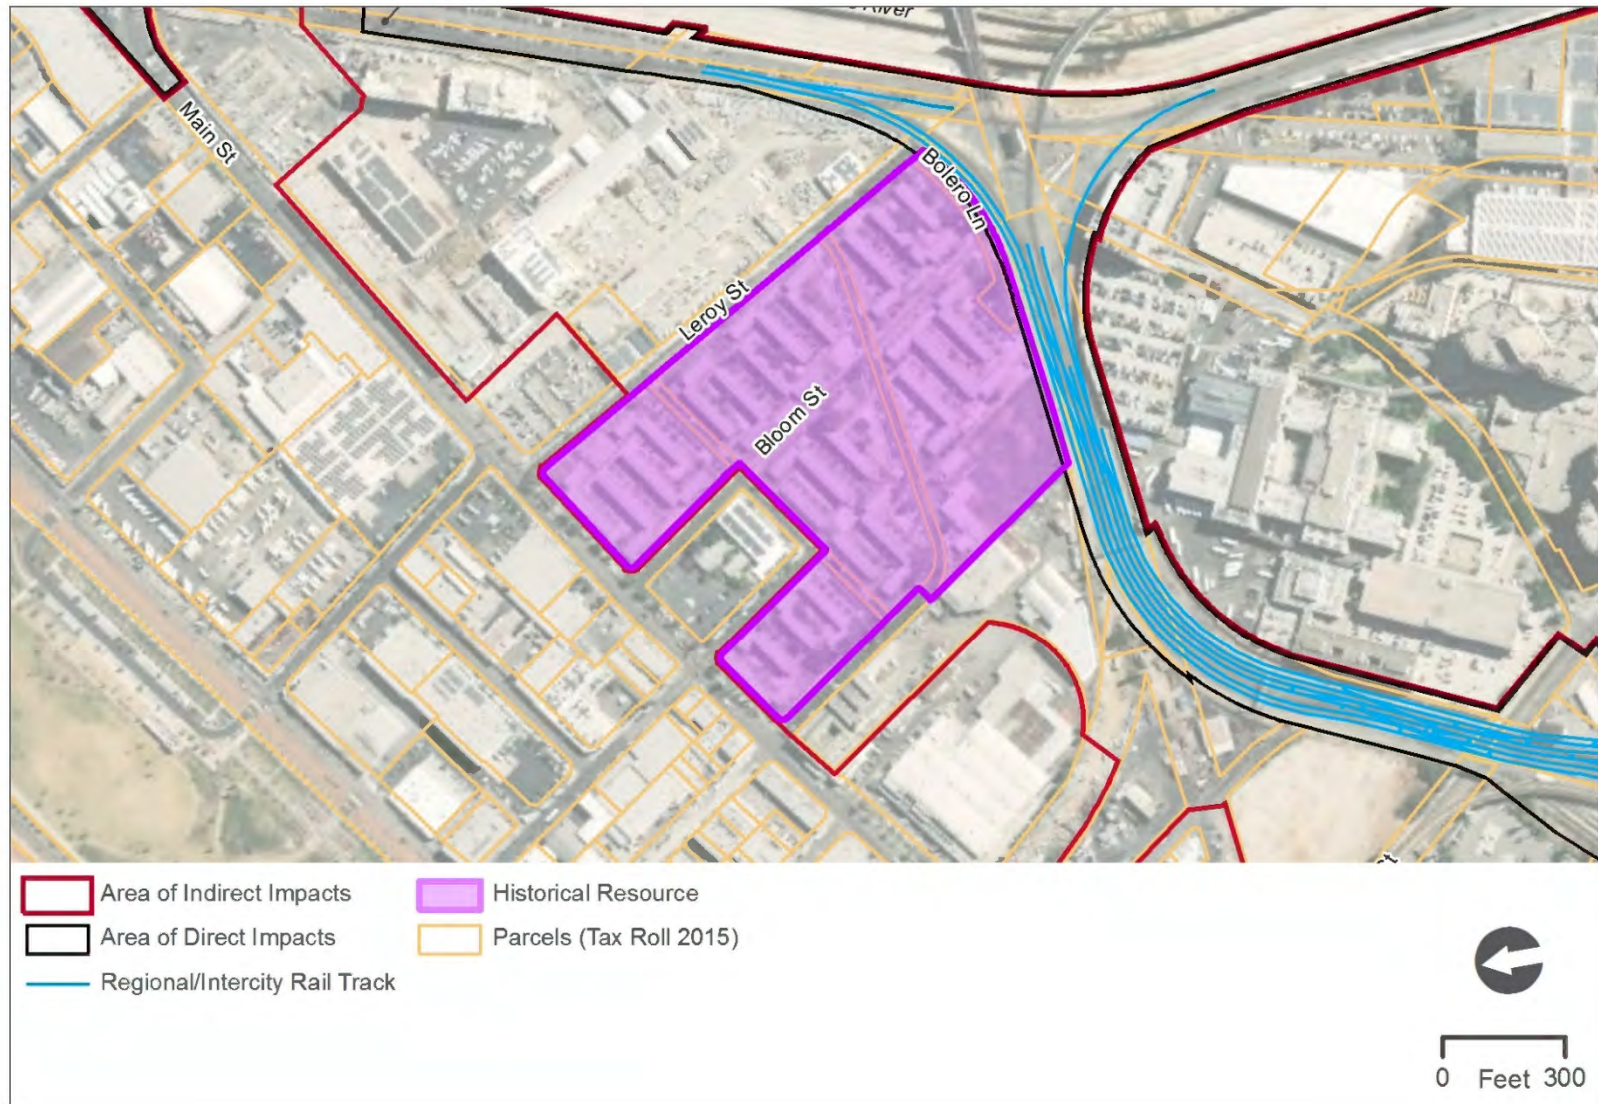 River
Main St
Bolero Ln
Leroy St
Bloom St
St
Area of Indirect Impacts
Historical Resource
Area of Direct Impacts
Parcels (Tax Roll 2015)
Regional/Intercity Rail Track
0 Feet 300